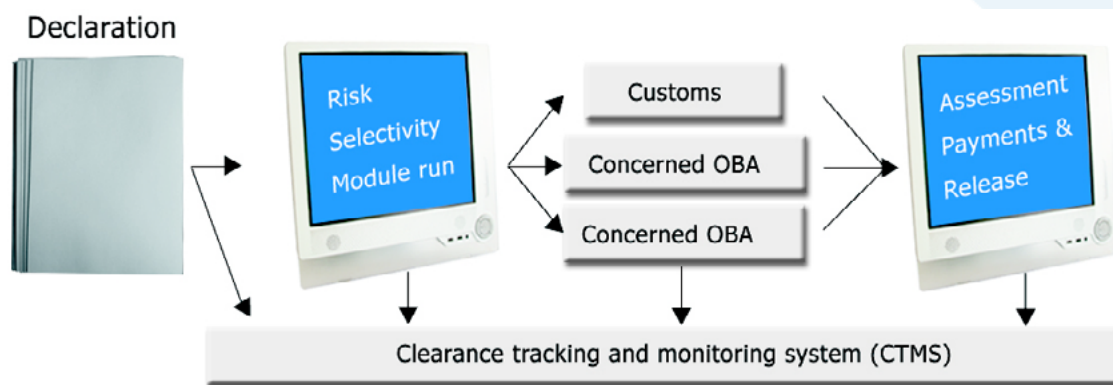 Declaration
Risk
Selectivity
Module run
Customs
Concerned OBA
Concerned OBA
Assessment
Payments &
Release
Clearance tracking and monitoring system (CTMS)